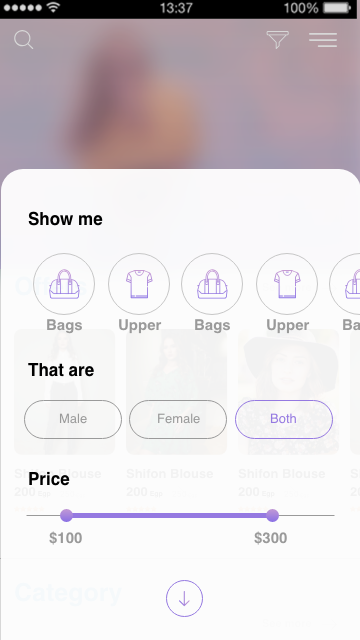 13:37 100%
Show me
Bags Upper Bags Upper Ba
That are
Male Female Both
Shifon Blouse Shifon Blouse Shifon Blouse
Price
200 200 200
$100 $300
Category